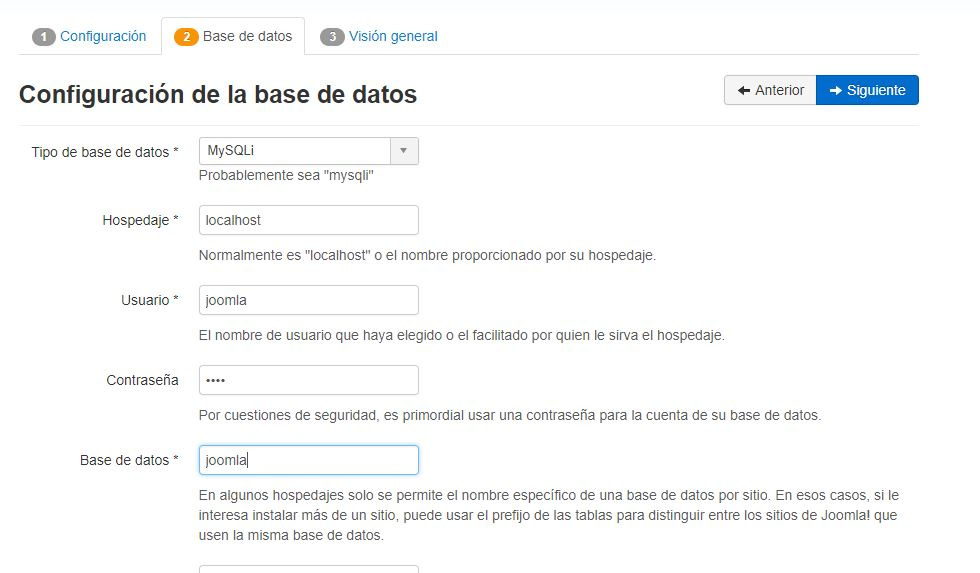 1 Configuración 2 Base de datos 3 Visión general
Configuración de la base de datos
Anterior Siguiente
Tipo de base de datos * MySQLi
Probablemente sea "mysqli"
Hospedaje * localhost
Normalmente es "localhost" o el nombre proporcionado por su hospedaje.
Usuario * joomla
El nombre de usuario que haya elegido o el facilitado por quien le sirva el hospedaje.
Contraseña ••••
Por cuestiones de seguridad, es primordial usar una contraseña para la cuenta de su base de datos.
Base de datos * joomla
En algunos hospedajes solo se permite el nombre específico de una base de datos por sitio. En esos casos, si le
interesa instalar más de un sitio, puede usar el prefijo de las tablas para distinguir entre los sitios de Joomla! que
usen la misma base de datos.